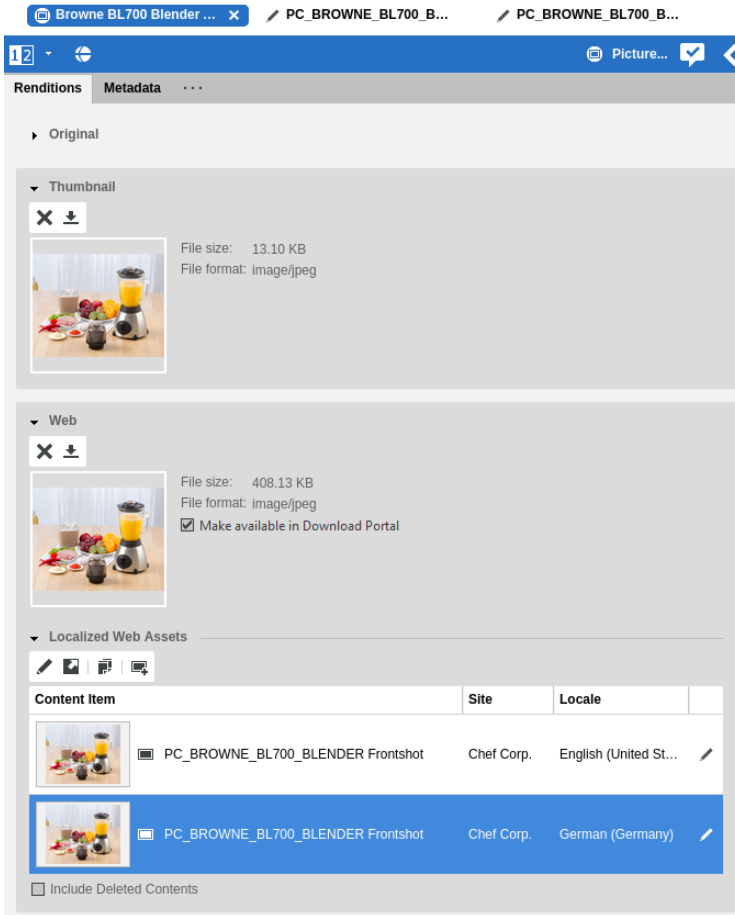 Browne BL700 Blender ...
PC_BROWNE_BL700_B...
PC_BROWNE_BL700_B...
12
Picture...
Renditions
Metadata
...
Original
Thumbnail
File size: 13.10 KB
File format: image/jpeg
Web
File size: 408.13 KB
File format: image/jpeg
Make available in Download Portal
Localized Web Assets
Content Item Site Locale
PC_BROWNE_BL700_BLENDER Frontshot Chef Corp. English (United St...
PC_BROWNE_BL700_BLENDER Frontshot Chef Corp. German (Germany)
Include Deleted Contents